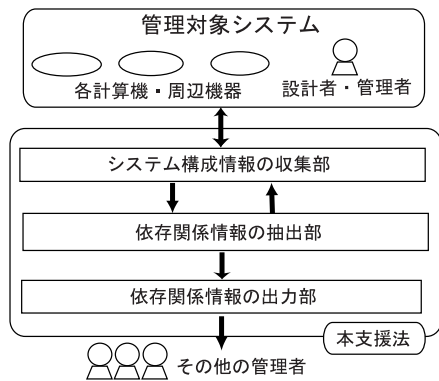 管理対象システム
各計算機・周辺機器
設計者・管理者
システム構成情報の収集部
依存関係情報の抽出部
依存関係情報の出力部
本支援法
その他の管理者